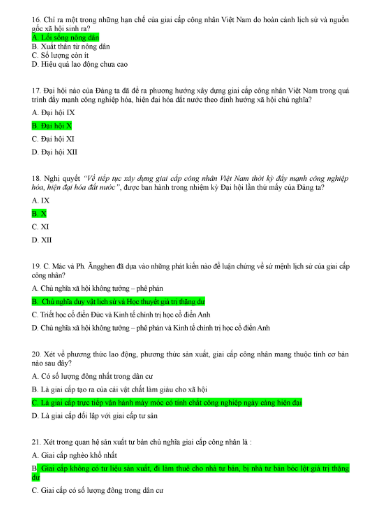 16. Chỉ ra một trong những hạn chế của giai cấp công nhân Việt Nam do hoàn cảnh lịch sử và nguồn
gốc xã hội sinh ra?
A. Lối sống nông dân
B. Xuất thân từ nông dân
C. Số lượng còn ít
D. Hiệu quả lao động chưa cao
17. Đại hội nào của Đảng ta đã đề ra phương hướng xây dựng giai cấp công nhân Việt Nam trong quá
trình đẩy mạnh công nghiệp hóa, hiện đại hóa đất nước theo định hướng xã hội chủ nghĩa?
A. Đại hội IX
B. Đại hội X
C. Đại hội XI
D. Đại hội XII
18. Nghị quyết “Về tiếp tục xây dựng giai cấp công nhân Việt Nam thời kỳ đẩy mạnh công nghiệp
hóa, hiện đại hóa đất nước”, được ban hành trong nhiệm kỳ Đại hội lần thứ mấy của Đảng ta?
A. IX
B. X
C. XI
D. XII
19. C. Mác và Ph. Ăngghen đã dựa vào những phát kiến nào để luận chứng về sứ mệnh lịch sử của giai cấp
công nhân?
A. Chủ nghĩa xã hội không tưởng – phê phán
B. Chủ nghĩa duy vật lịch sử và Học thuyết giá trị thặng dư
C. Triết học cổ điển Đức và Kinh tế chính trị học cổ điển Anh
D. Chủ nghĩa xã hội không tưởng – phê phán và Kinh tế chính trị học cổ điển Anh
20. Xét về phương thức lao động, phương thức sản xuất, giai cấp công nhân mang thuộc tính cơ bản
nào sau đây?
A. Có số lượng đông nhất trong dân cư
B. Là giai cấp tạo ra của cải vật chất làm giàu cho xã hội
C. Là giai cấp trực tiếp vận hành máy móc có tính chất công nghiệp ngày càng hiện đại
D. Là giai cấp đối lập với giai cấp tư sản
21. Xét trong quan hệ sản xuất tư bản chủ nghĩa giai cấp công nhân là :
A. Giai cấp nghèo khổ nhất
B. Giai cấp không có tư liệu sản xuất, đi làm thuê cho nhà tư bản, bị nhà tư bản bóc lột giá trị thặng
dư
C. Giai cấp có số lượng đông trong dân cư